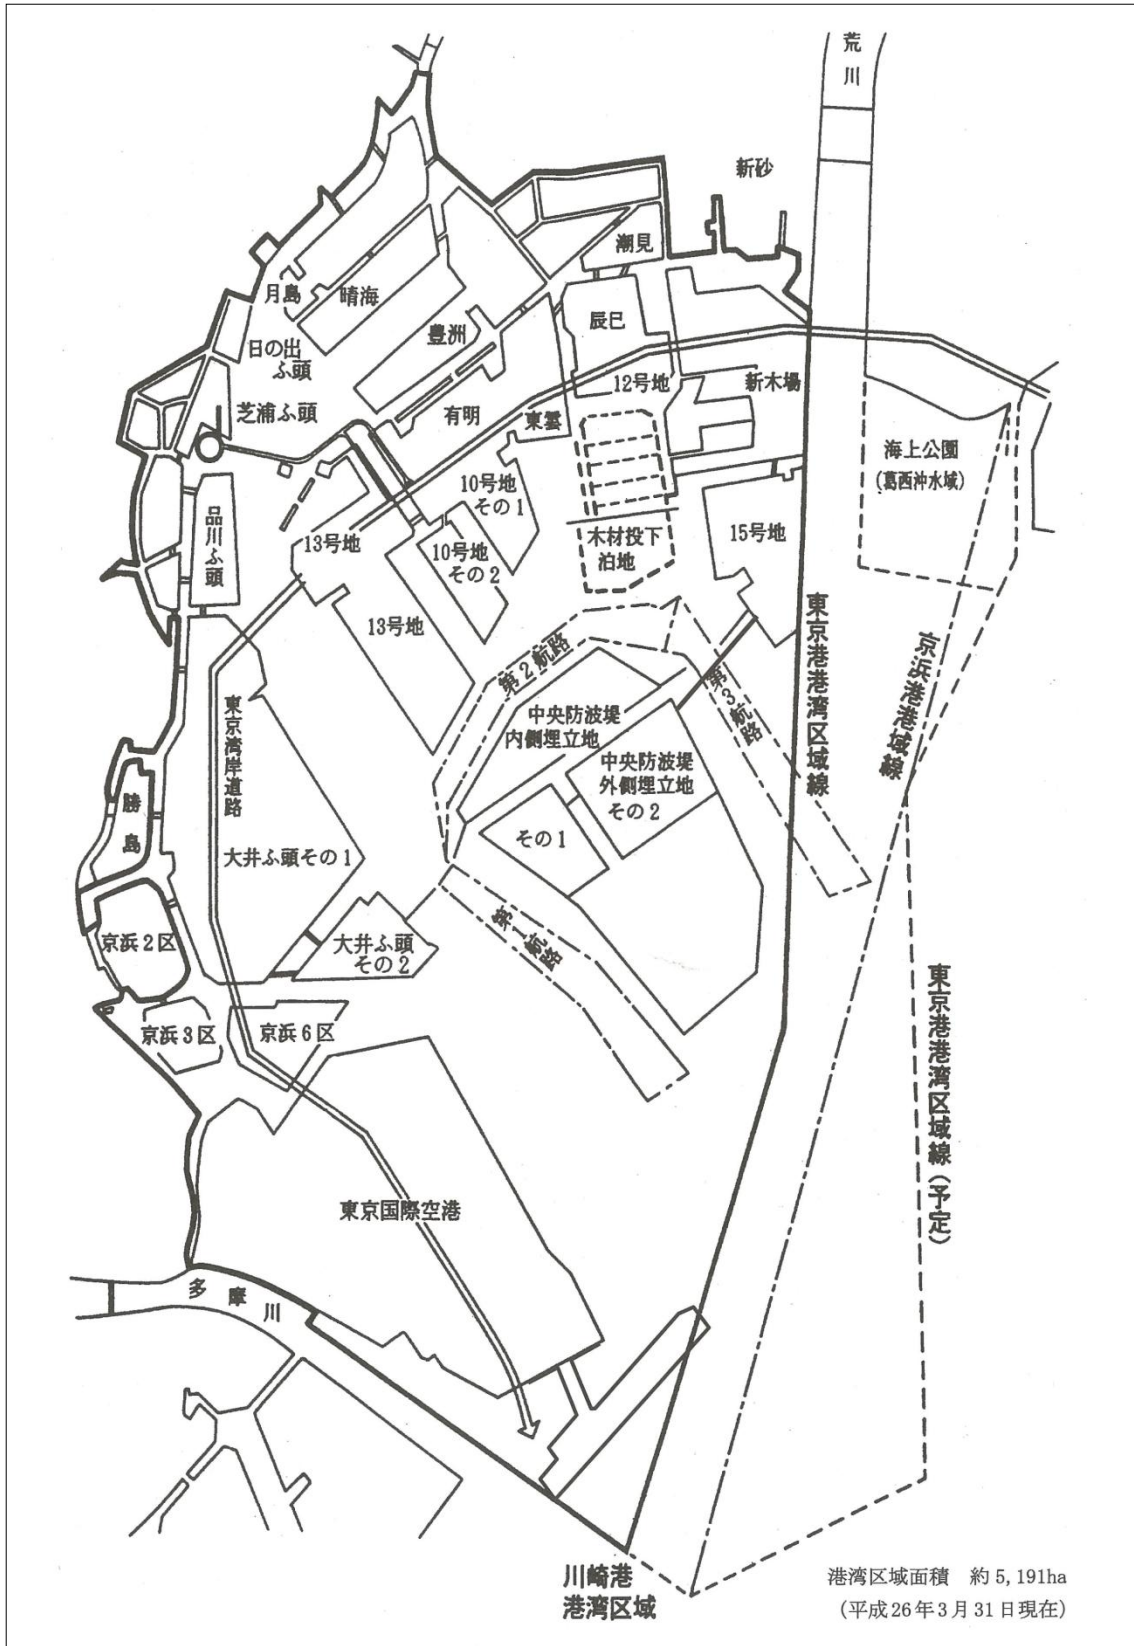 荒川
新砂
潮見
月島
晴海
辰巳
豊洲
日の出
ふ頭
12号地
新木場
芝浦ふ頭
有明
東雲
海上公園
(葛西沖水域)
10号地
その1
品川ふ頭
13号地
10号地
その2
木材投下
泊地
15号地
13号地
東京港港湾区域線
京浜港港域線
第2航路
第3航路
東京湾岸道路
中央防波堤
内側埋立地
中央防波堤
外側埋立地
その2
勝島
その1
大井ふ頭その1
京浜2区
大井ふ頭
その2
第1航路
東京港港湾区域線(予定)
京浜3区
京浜6区
東京国際空港
多摩川
川崎港
港湾区域
港湾区域面積 約5,191ha
(平成26年3月31日現在)